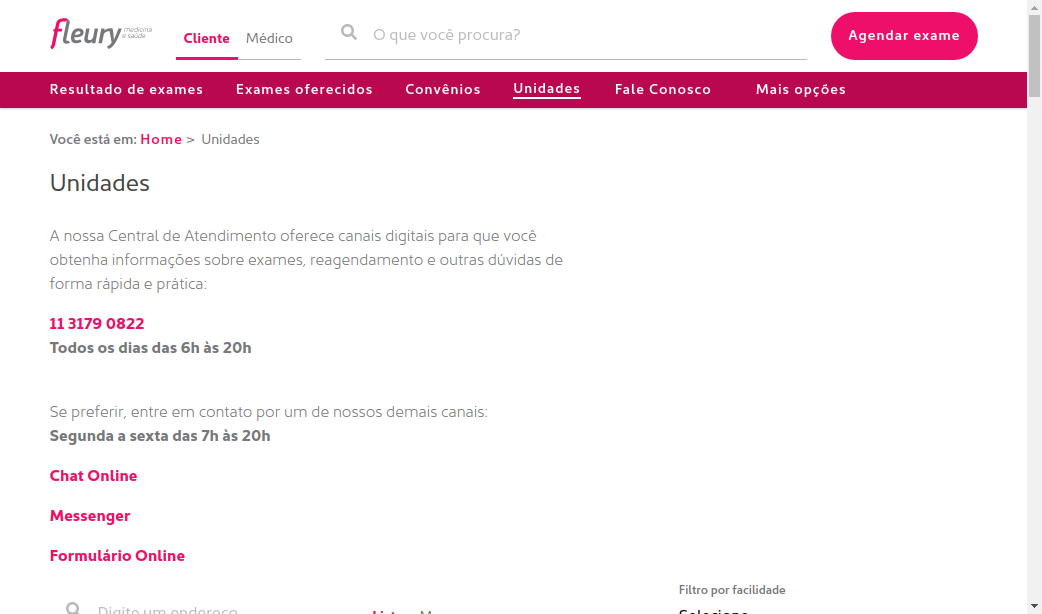 fleury medicina e saúde
Cliente Médico
O que você procura?
Agendar exame
Resultado de exames Exames oferecidos Convênios Unidades Fale Conosco Mais opções
Você está em: Home > Unidades
Unidades
A nossa Central de Atendimento oferece canais digitais para que você
obtenha informações sobre exames, reagendamento e outras dúvidas de
forma rápida e prática:
11 3179 0822
Todos os dias das 6h às 20h
Se preferir, entre em contato por um de nossos demais canais:
Segunda a sexta das 7h às 20h
Chat Online
Messenger
Formulário Online
Filtro por facilidade
Digite um endereço
Selecione